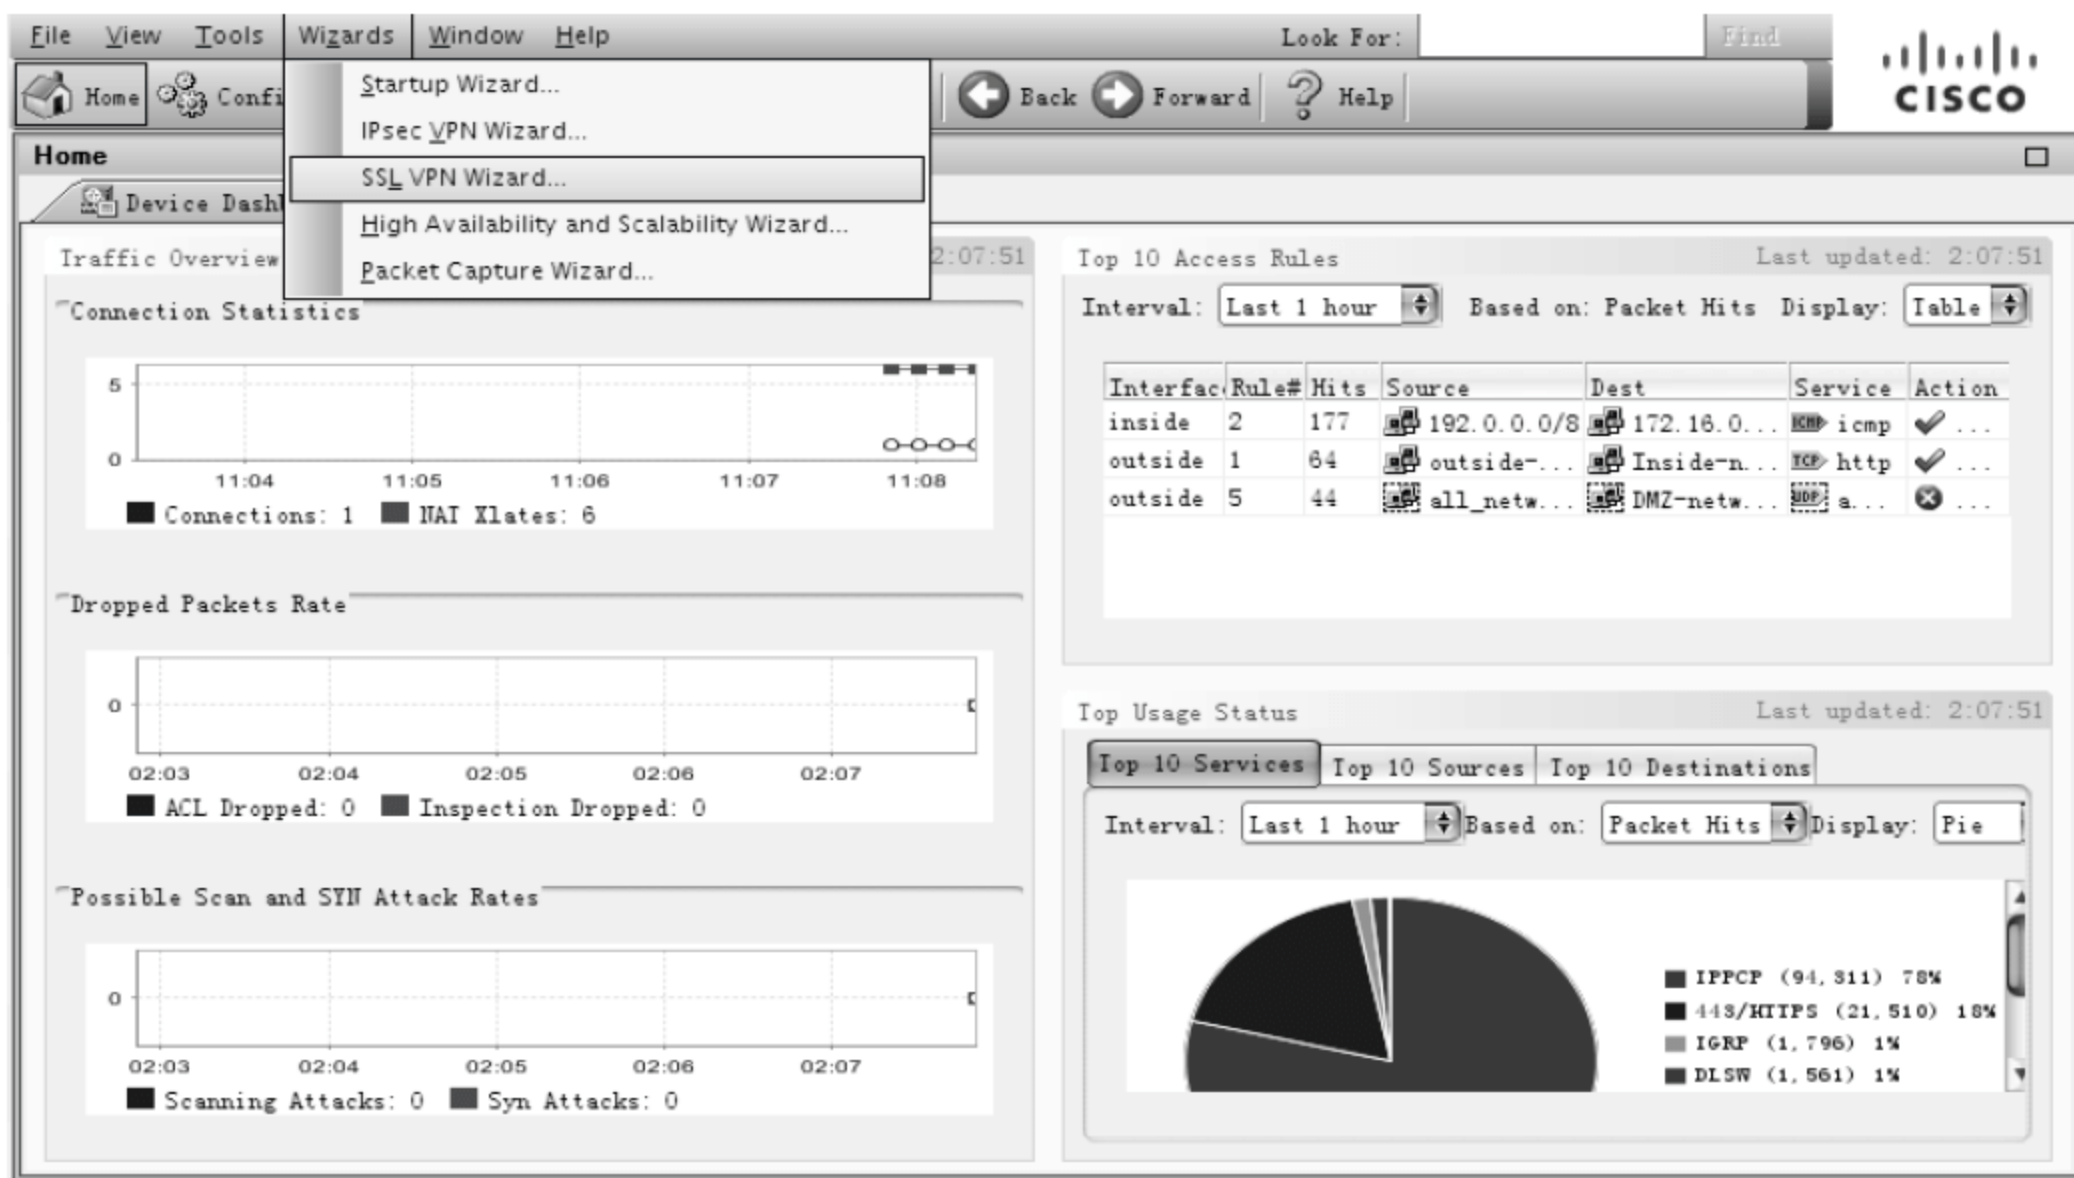 File View Tools Wizards Window Help Look For: Find
CISCO
Home Confi Back Forward Help
Startup Wizard...
IPsec VPN Wizard...
SSL VPN Wizard...
High Availability and Scalability Wizard...
Packet Capture Wizard...
Home
Device Dash
Traffic Overview 2:07:51
Connection Statistics
5
0
11:04 11:05 11:06 11:07 11:08
Connections: 1 NAT Xlates: 6
Dropped Packets Rate
0
02:03 02:04 02:05 02:06 02:07
ACL Dropped: 0 Inspection Dropped: 0
Possible Scan and SYN Attack Rates
0
02:03 02:04 02:05 02:06 02:07
Scanning Attacks: 0 Syn Attacks: 0
Top 10 Access Rules Last updated: 2:07:51
Interval: Last 1 hour Based on: Packet Hits Display: Table
Interfac Rule# Hits Source Dest Service Action
inside 2 177 192.0.0.0/8 172.16.0... ICMP icmp ...
outside 1 64 outside-... Inside-n... TCP http ...
outside 5 44 all_netw... DMZ-netw... UDP a... ...
Top Usage Status Last updated: 2:07:51
Top 10 Services Top 10 Sources Top 10 Destinations
Interval: Last 1 hour Based on: Packet Hits Display: Pie
IPPCP (94,311) 78%
443/HTTPS (21,510) 18%
IGRP (1,796) 1%
DLSW (1,561) 1%